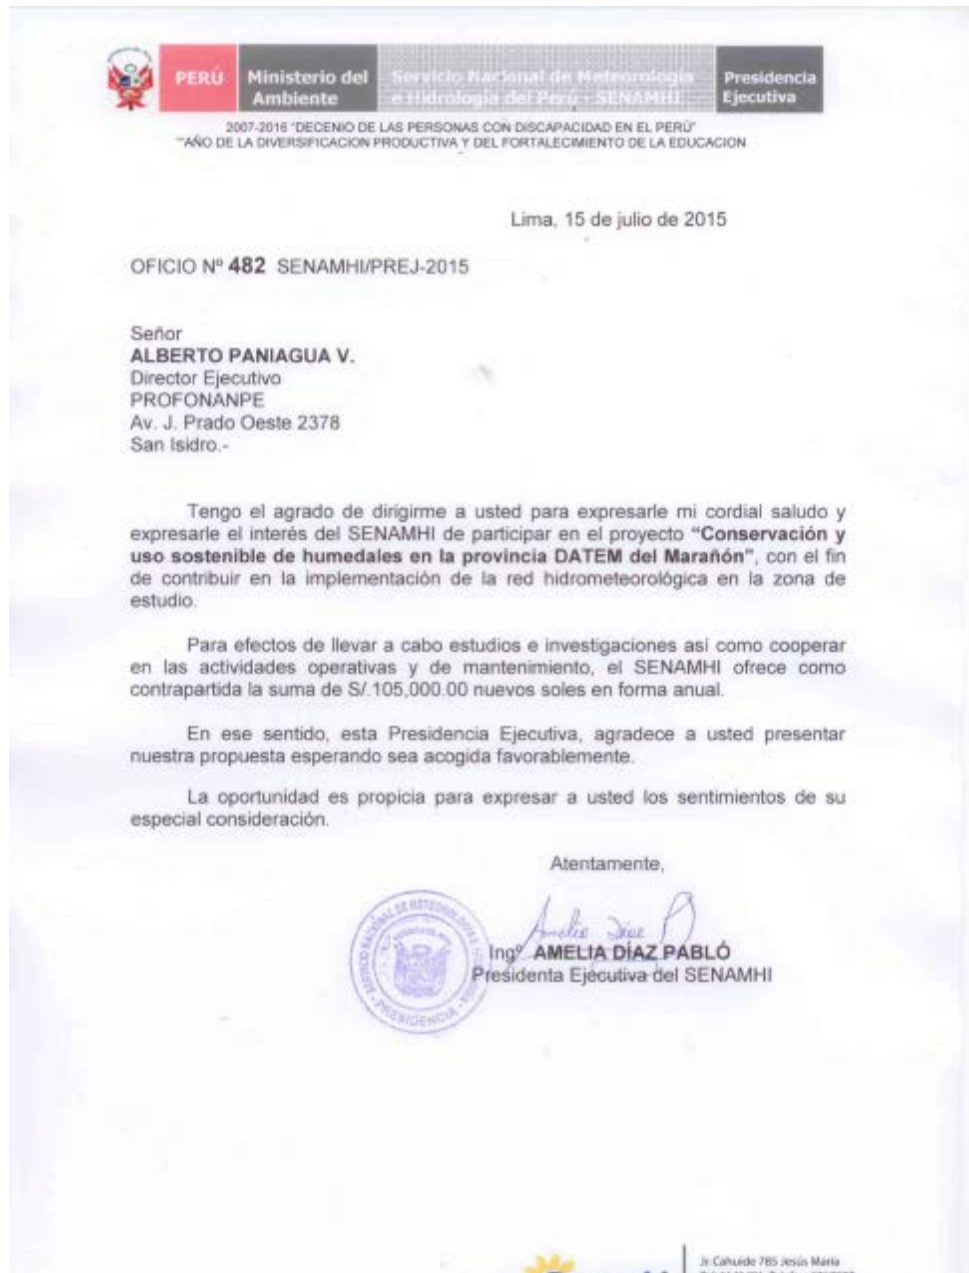 PERÚ
Ministerio del
Ambiente
Servicio Nacional de Meteorología
e Hidrología del Perú - SENAMHI
Presidencia
Ejecutiva
2007-2016 "DECENIO DE LAS PERSONAS CON DISCAPACIDAD EN EL PERÚ"
"AÑO DE LA DIVERSIFICACION PRODUCTIVA Y DEL FORTALECIMIENTO DE LA EDUCACION
Lima, 15 de julio de 2015
OFICIO Nº 482 SENAMHI/PREJ-2015
Señor
ALBERTO PANIAGUA V.
Director Ejecutivo
PROFONANPE
Av. J. Prado Oeste 2378
San Isidro.-
Tengo el agrado de dirigirme a usted para expresarle mi cordial saludo y
expresarle el interés del SENAMHI de participar en el proyecto "Conservación y
uso sostenible de humedales en la provincia DATEM del Marañón", con el fin
de contribuir en la implementación de la red hidrometeorológica en la zona de
estudio.
Para efectos de llevar a cabo estudios e investigaciones así como cooperar
en las actividades operativas y de mantenimiento, el SENAMHI ofrece como
contrapartida la suma de S/.105,000.00 nuevos soles en forma anual.
En ese sentido, esta Presidencia Ejecutiva, agradece a usted presentar
nuestra propuesta esperando sea acogida favorablemente.
La oportunidad es propicia para expresar a usted los sentimientos de su
especial consideración.
Atentamente,
Amelia Díaz P
Ingº AMELIA DÍAZ PABLÓ
Presidenta Ejecutiva del SENAMHI
PRESIDENCIA
Jr. Cahuide 785 Jesús María